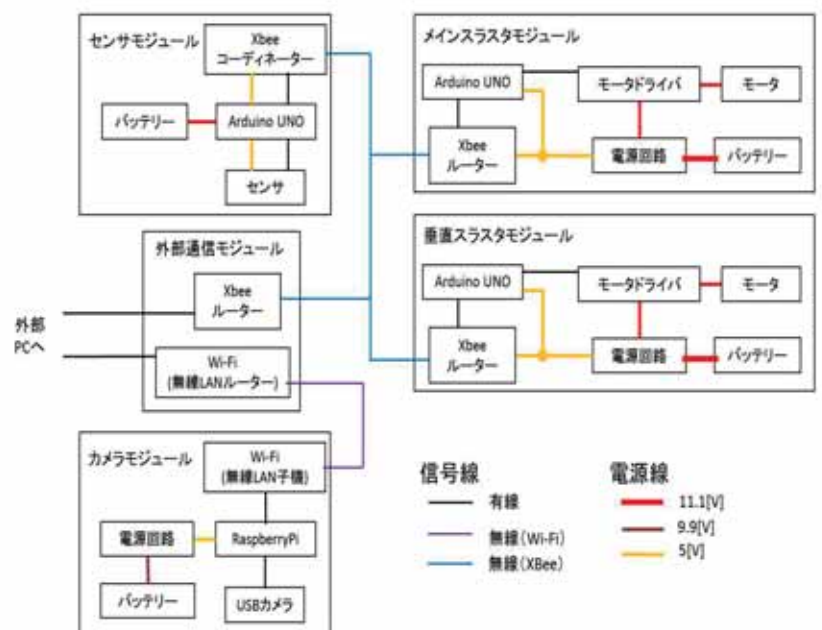 センサモジュール
Xbee
コーディネーター
バッテリー
Arduino UNO
センサ
外部通信モジュール
Xbee
ルーター
外部
PCへ
Wi-Fi
(無線LANルーター)
カメラモジュール
Wi-Fi
(無線LAN子機)
電源回路
RaspberryPi
バッテリー
USBカメラ
メインスラスタモジュール
Arduino UNO
モータドライバ
モータ
Xbee
ルーター
電源回路
バッテリー
垂直スラスタモジュール
Arduino UNO
モータドライバ
モータ
Xbee
ルーター
電源回路
バッテリー
信号線
有線
無線(Wi-Fi)
無線(XBee)
電源線
11.1[V]
9.9[V]
5[V]